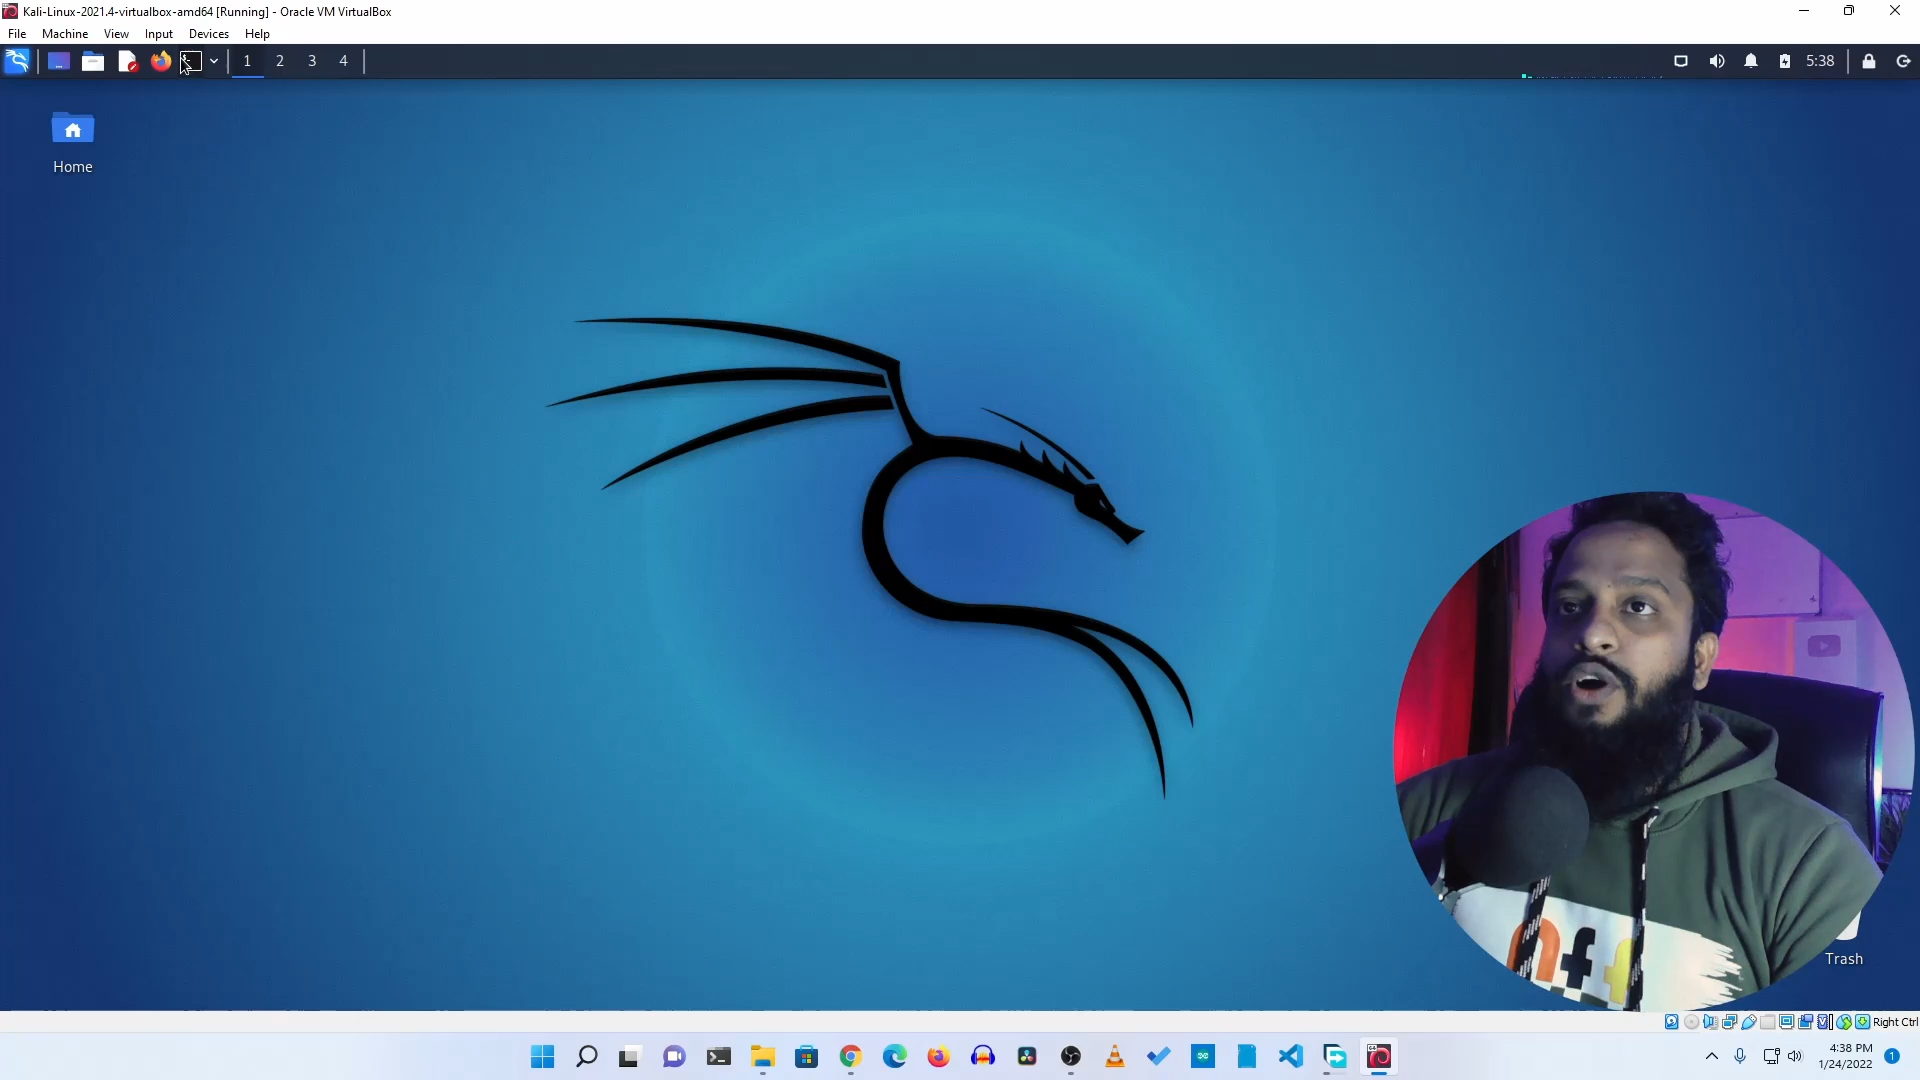 Kali-Linux-2021.4-virtualbox-amd64 [Running] - Oracle VM VirtualBox
File Machine View Input Devices Help
1 2 3 4 5:38
Home
Trash
Right Ctrl
4:38 PM
1/24/2022
1